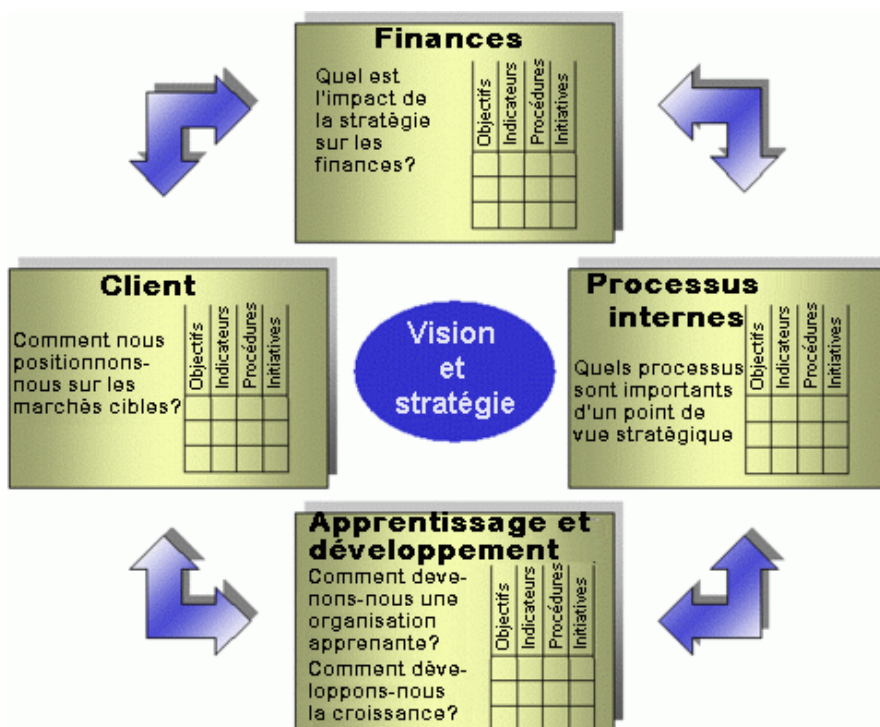 Finances
Quel est
l'impact de
la stratégie
sur les
finances?
Objectifs
Indicateurs
Procédures
Initiatives
Client
Comment nous
positionnons-
nous sur les
marchés cibles?
Objectifs
Indicateurs
Procédures
Initiatives
Vision
et
stratégie
Processus
internes
Quels processus
sont importants
d'un point de
vue stratégique
Objectifs
Indicateurs
Procédures
Initiatives
Apprentissage et
développement
Comment deve-
nons-nous une
organisation
apprenante?
Comment déve-
loppons-nous
la croissance?
Objectifs
Indicateurs
Procédures
Initiatives